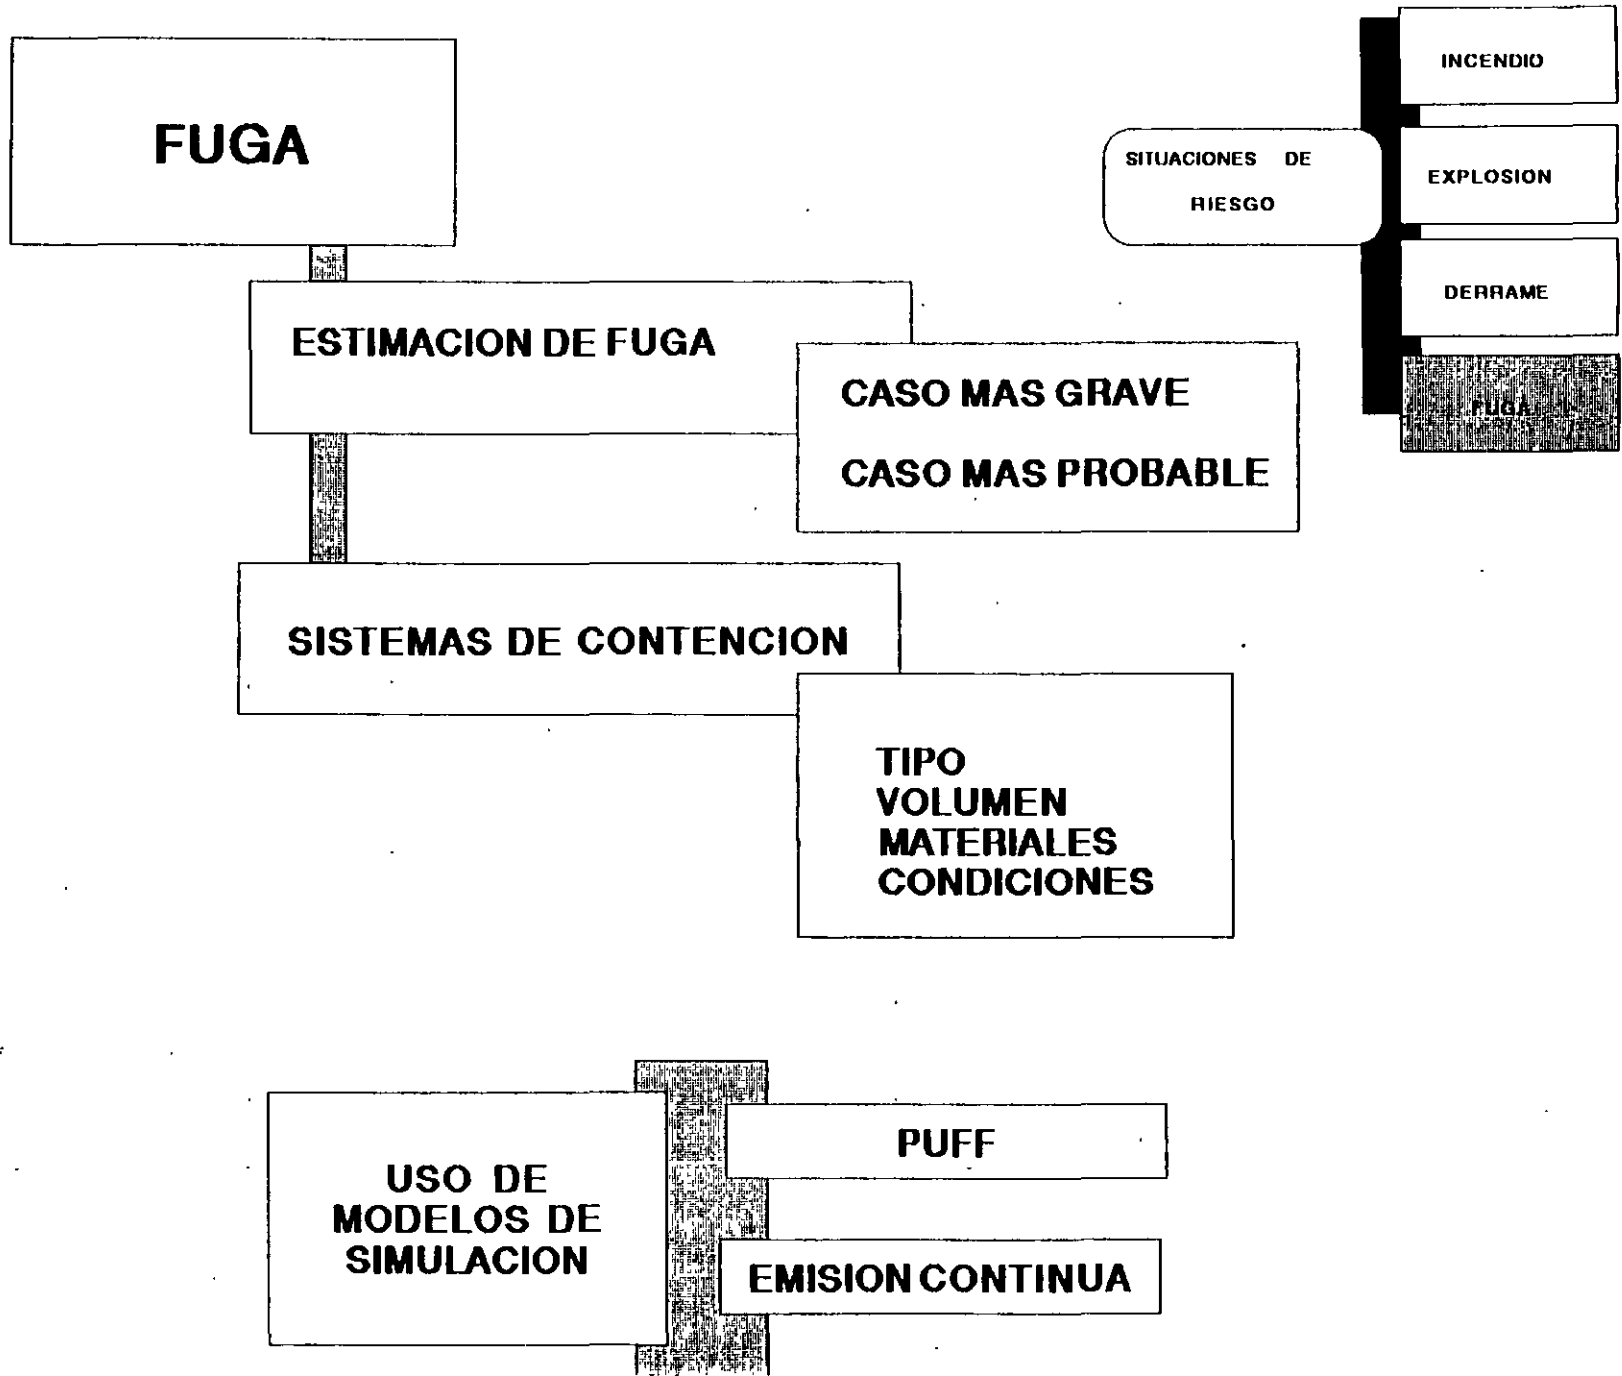 FUGA
ESTIMACION DE FUGA
CASO MAS GRAVE
CASO MAS PROBABLE
SISTEMAS DE CONTENCION
TIPO
VOLUMEN
MATERIALES
CONDICIONES
USO DE
MODELOS DE
SIMULACION
PUFF
EMISION CONTINUA
SITUACIONES DE
RIESGO
INCENDIO
EXPLOSION
DERRAME
FUGA